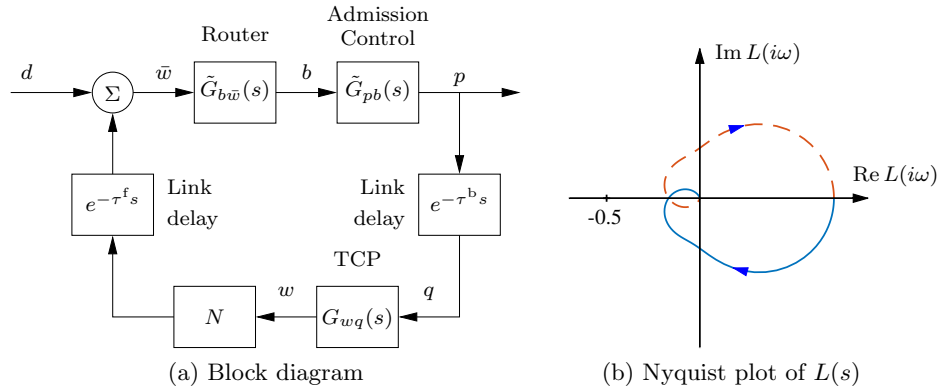 Router
Admission
Control
d
Σ
w̄
G̃_{bw̄}(s)
b
G̃_{pb}(s)
p
e^{−τ^f s}
Link
delay
Link
delay
e^{−τ^b s}
TCP
N
w
G_{wq}(s)
q
(a) Block diagram
Im L(iω)
Re L(iω)
-0.5
(b) Nyquist plot of L(s)